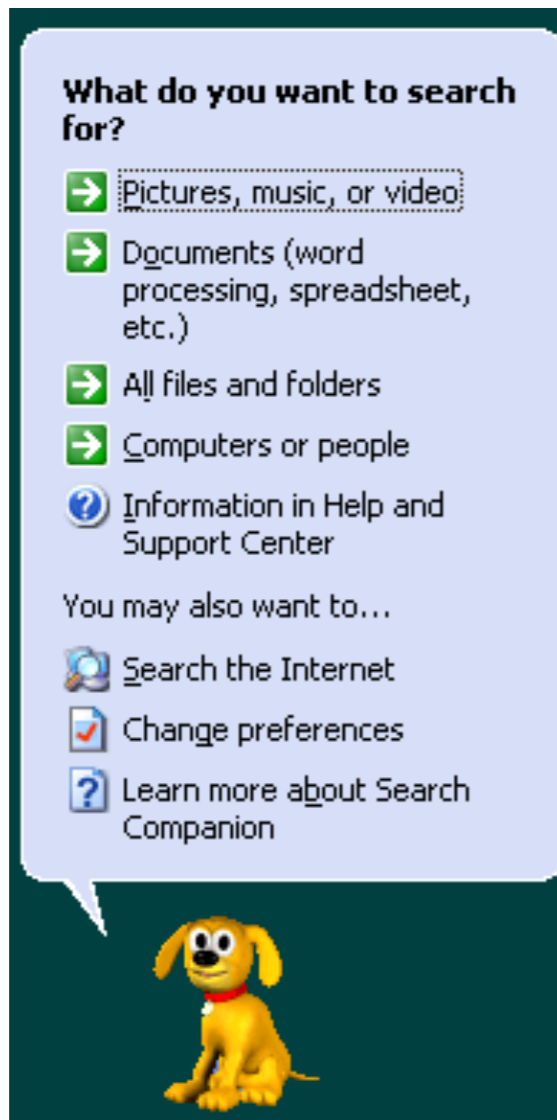 What do you want to search
for?
Pictures, music, or video
Documents (word
processing, spreadsheet,
etc.)
All files and folders
Computers or people
Information in Help and
Support Center
You may also want to...
Search the Internet
Change preferences
Learn more about Search
Companion